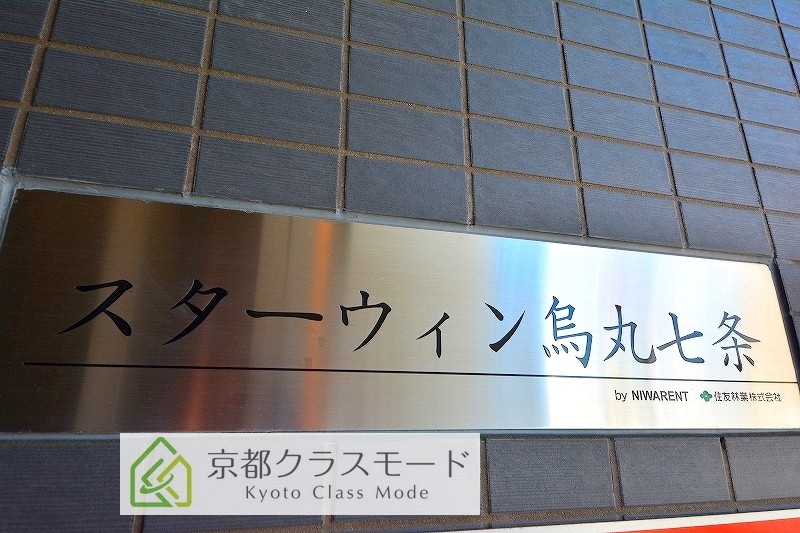 スターウィン烏丸七条
by NIWARENT 住友林業株式会社
京都クラスモード
Kyoto Class Mode